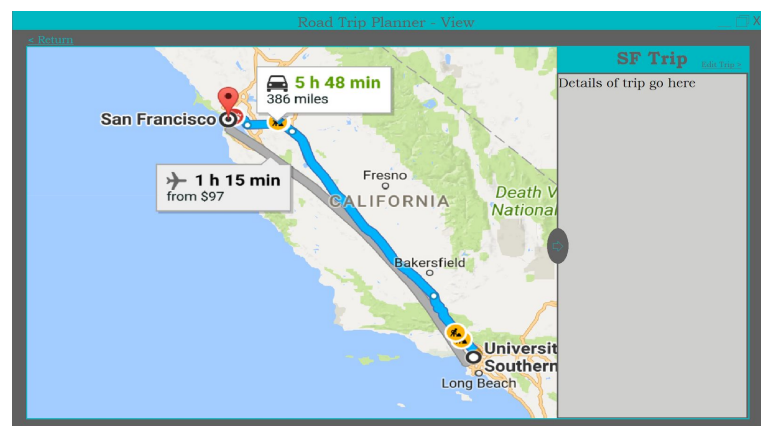 Road Trip Planner - View
X
< Return
SF Trip
Edit Trip >
Details of trip go here
5 h 48 min
386 miles
San Francisco
1 h 15 min
from $97
Fresno
CALIFORNIA
Death V
National
Bakersfield
Universit
Southern
Long Beach